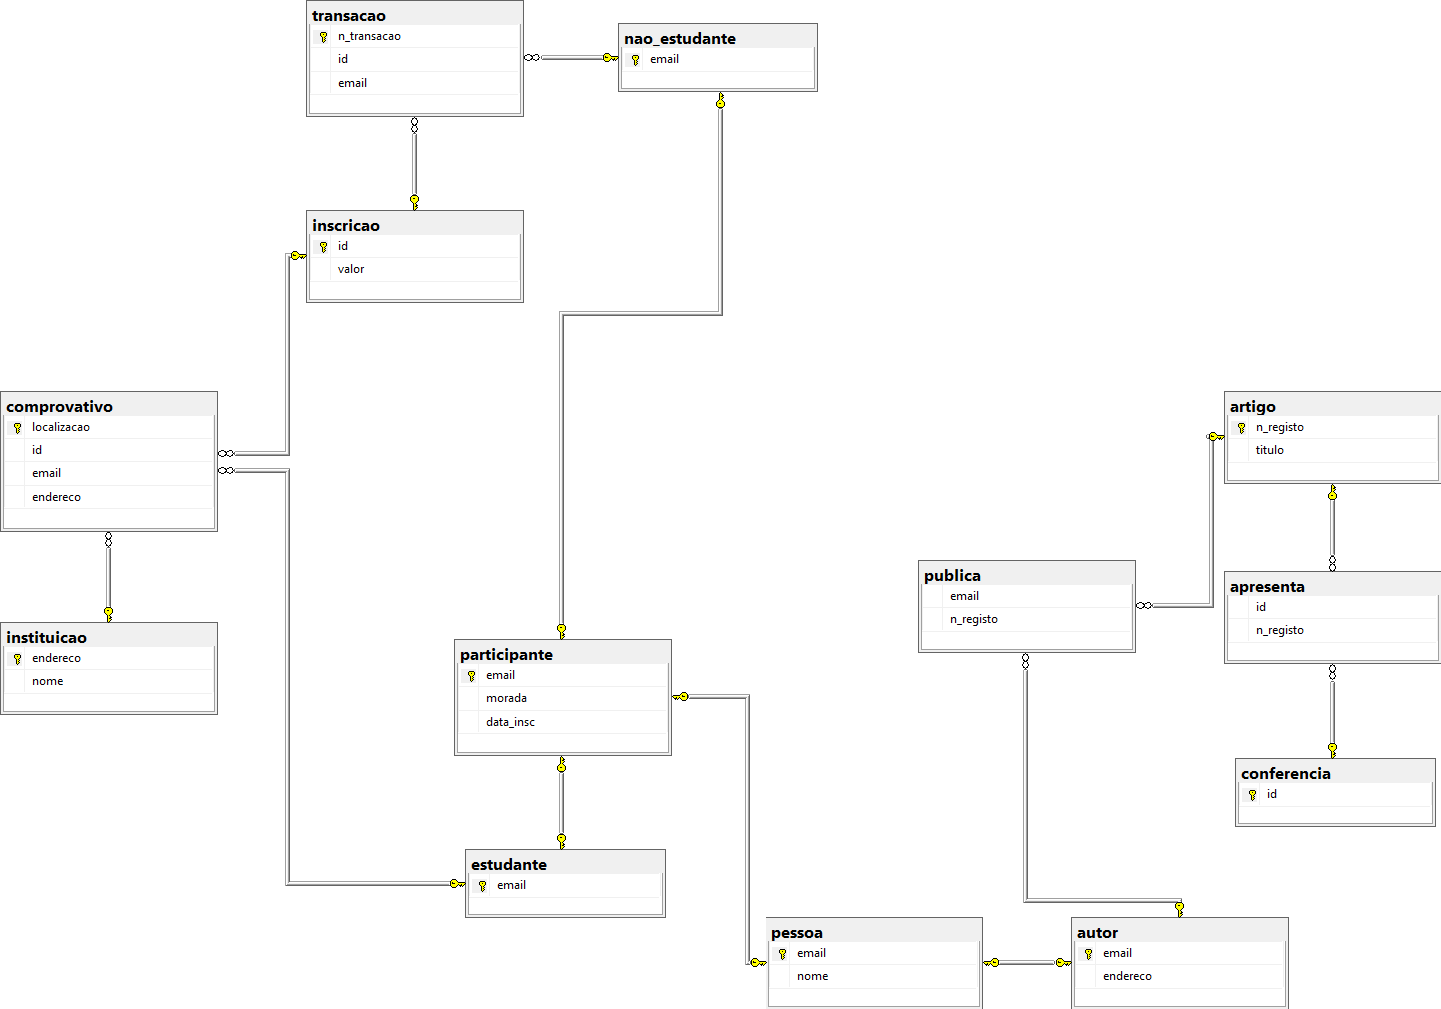 transacao
n_transacao
id
email
nao_estudante
email
inscricao
id
valor
comprovativo
localizacao
id
email
endereco
instituicao
endereco
nome
participante
email
morada
data_insc
estudante
email
pessoa
email
nome
autor
email
endereco
publica
email
n_registo
artigo
n_registo
titulo
apresenta
id
n_registo
conferencia
id